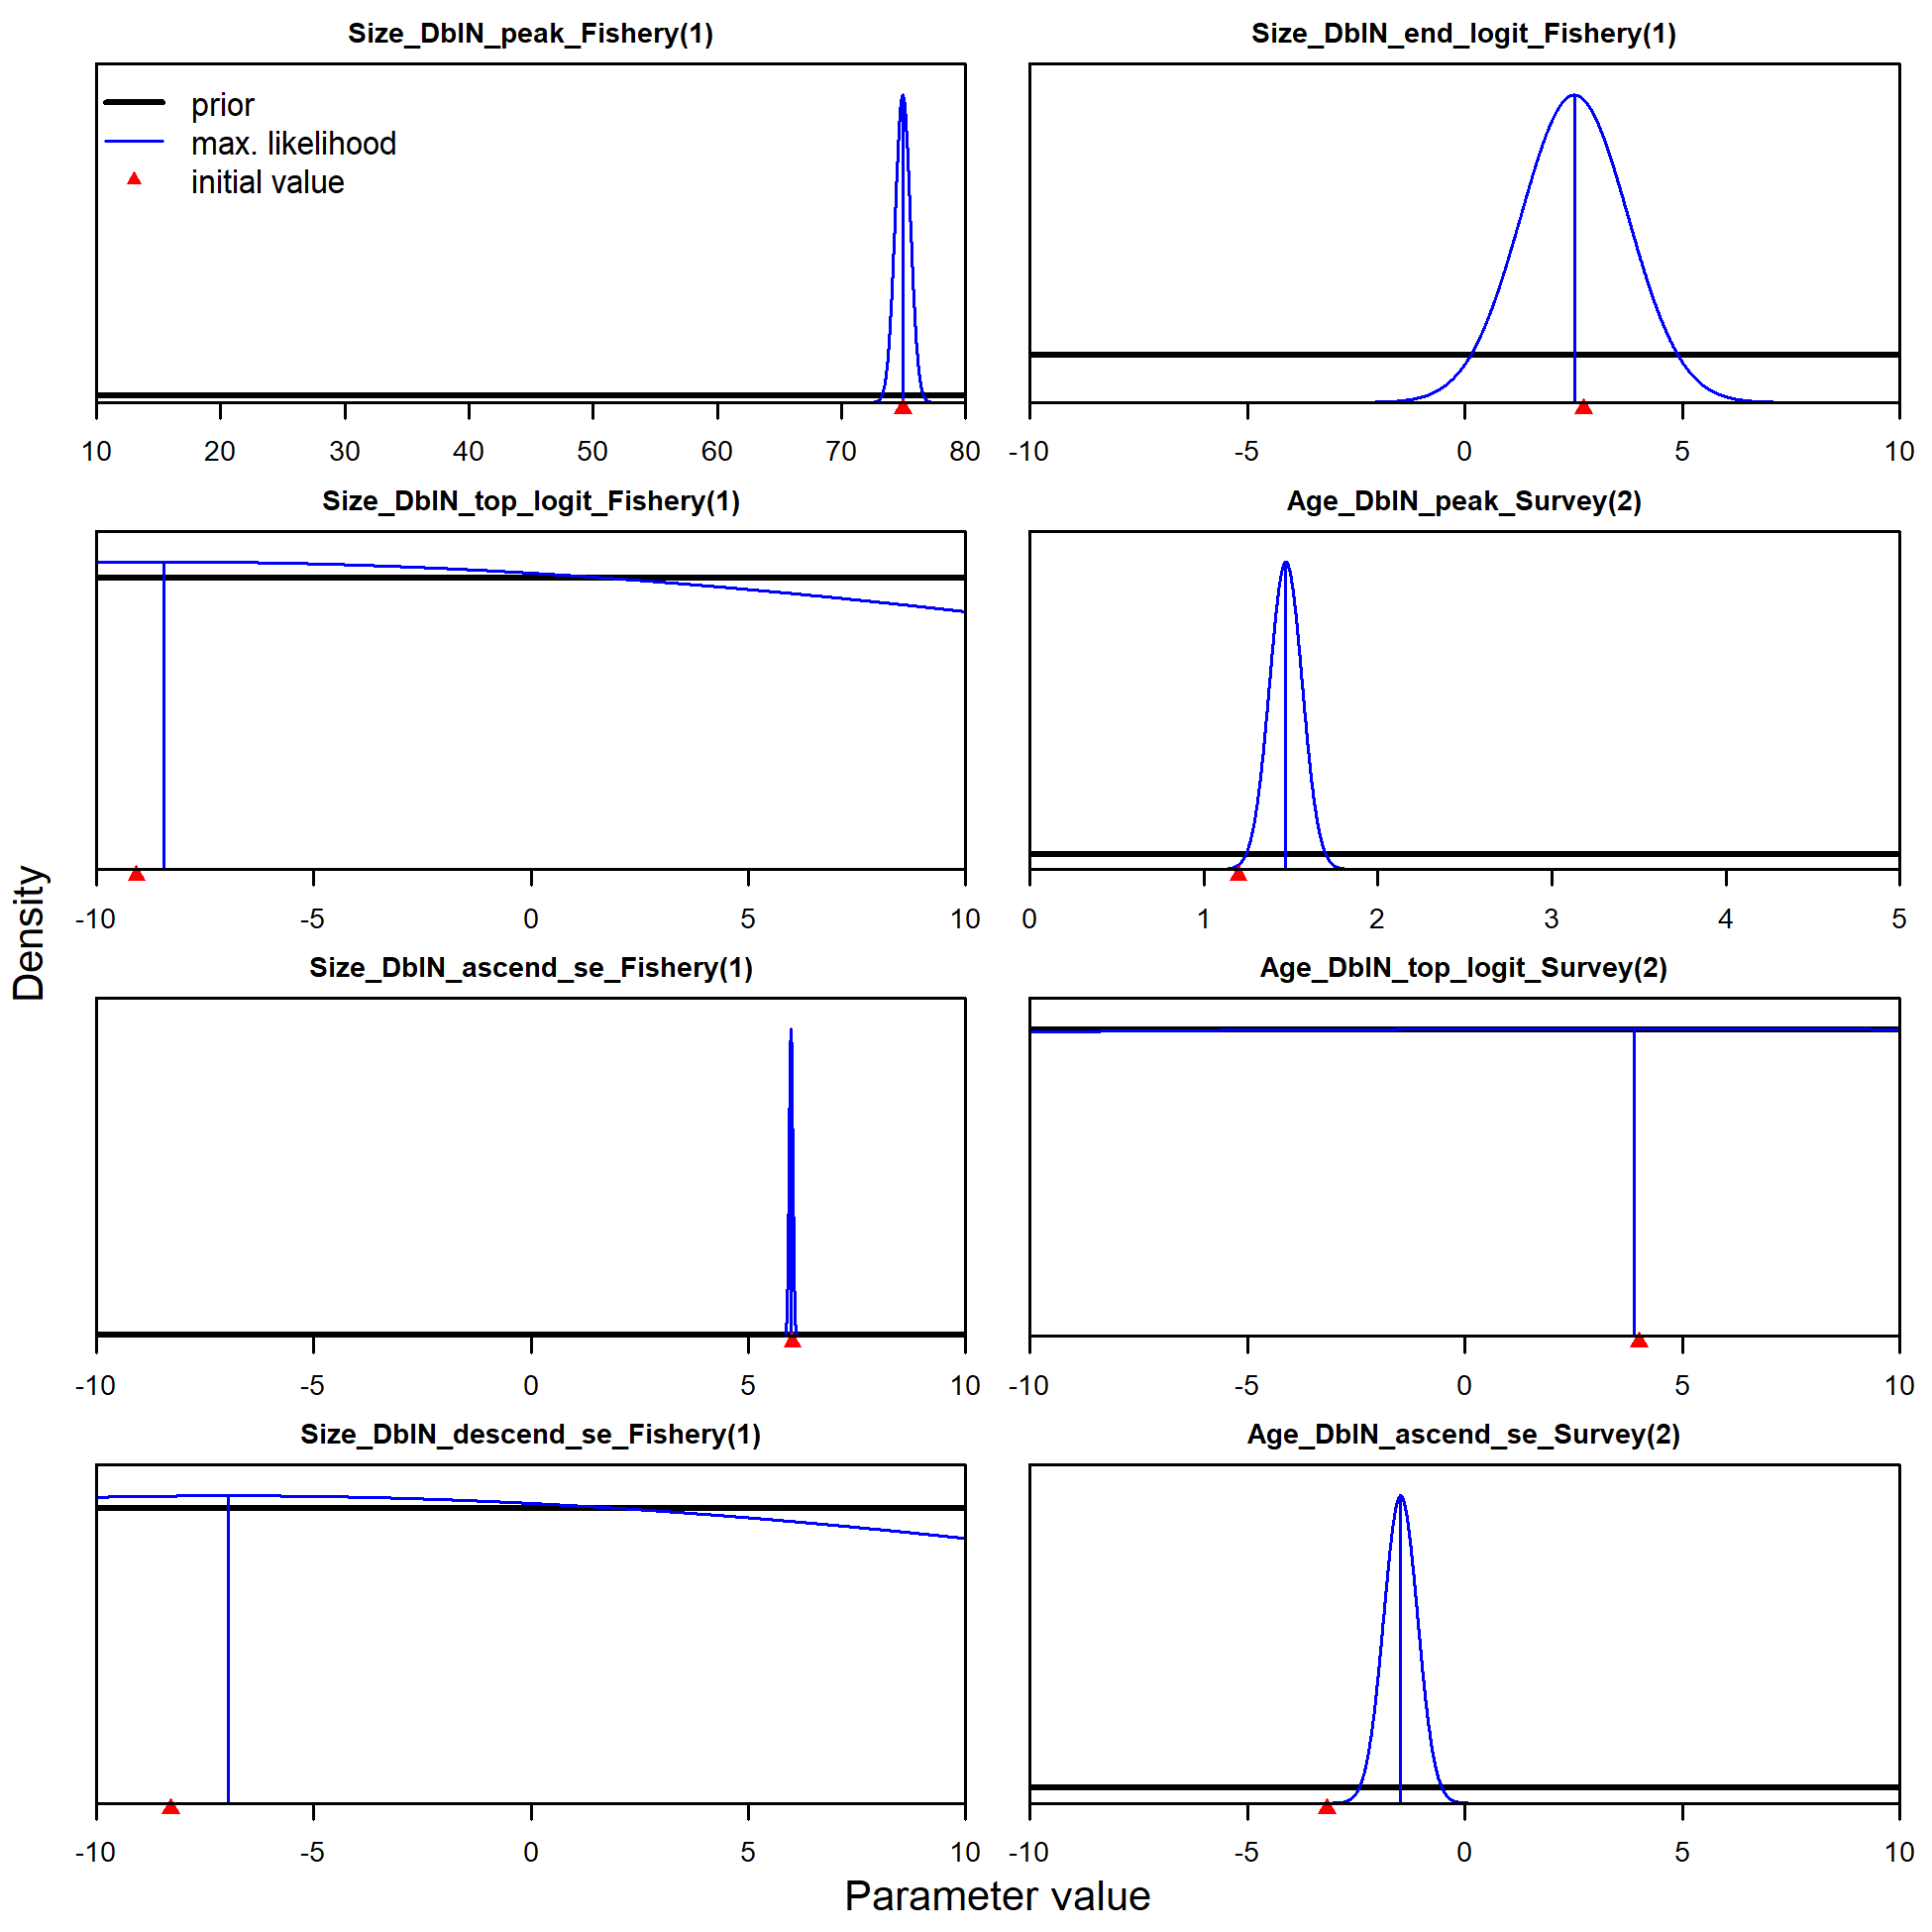 Size_DblN_peak_Fishery(1)
prior
max. likelihood
initial value
10 20 30 40 50 60 70 80
Size_DblN_end_logit_Fishery(1)
-10 -5 0 5 10
Size_DblN_top_logit_Fishery(1)
-10 -5 0 5 10
Age_DblN_peak_Survey(2)
0 1 2 3 4 5
Size_DblN_ascend_se_Fishery(1)
-10 -5 0 5 10
Age_DblN_top_logit_Survey(2)
-10 -5 0 5 10
Size_DblN_descend_se_Fishery(1)
-10 -5 0 5 10
Age_DblN_ascend_se_Survey(2)
-10 -5 0 5 10
Density
Parameter value